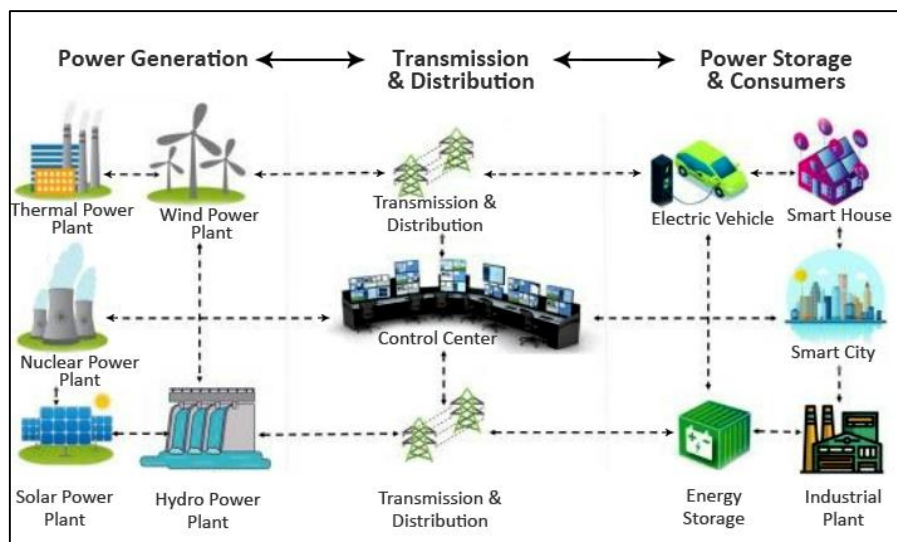 Power Generation
Transmission
& Distribution
Power Storage
& Consumers
Thermal Power
Plant
Wind Power
Plant
Transmission &
Distribution
Electric Vehicle
Smart House
Nuclear Power
Plant
Control Center
Smart City
Solar Power
Plant
Hydro Power
Plant
Transmission &
Distribution
Energy
Storage
Industrial
Plant